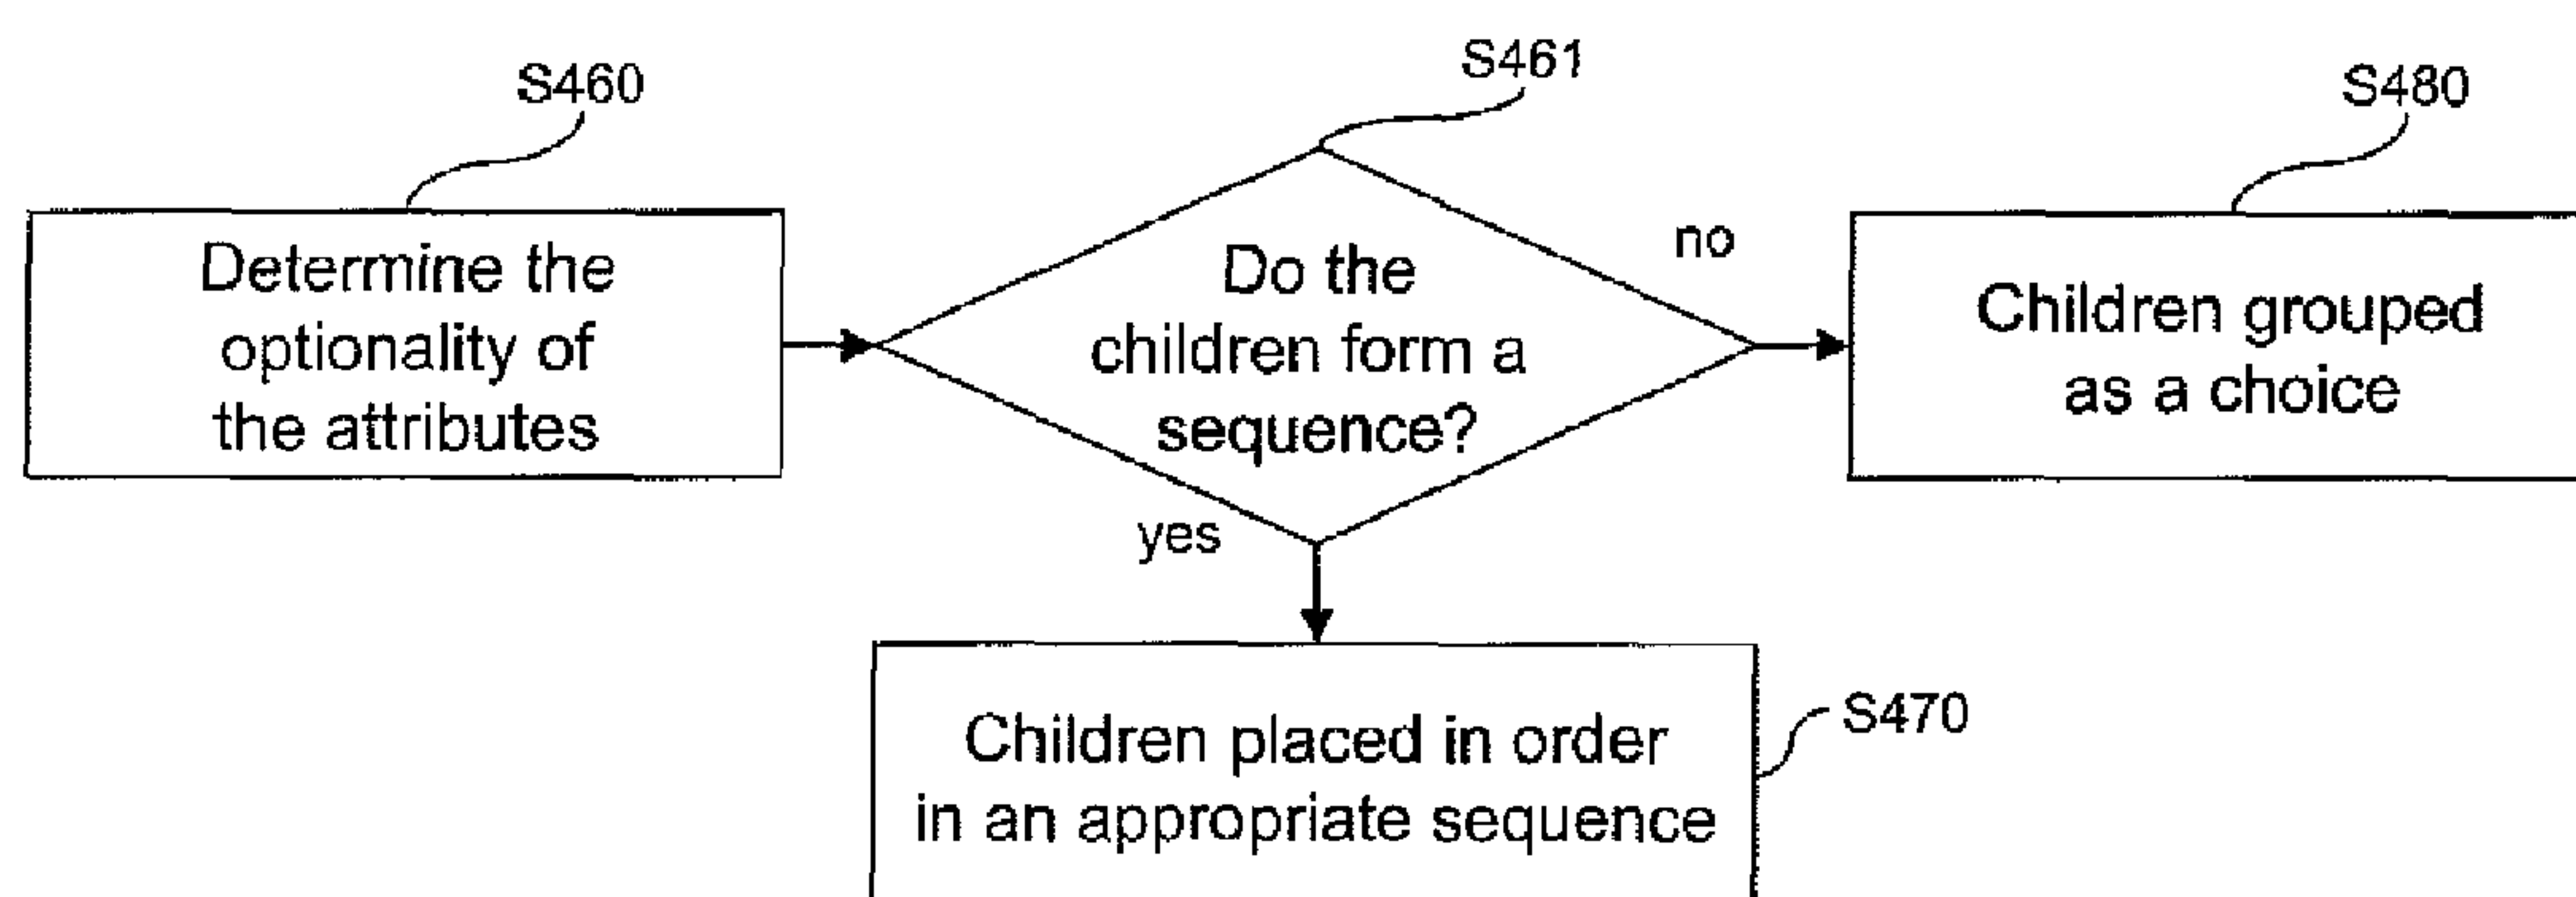 S460
Determine the
optionality of
the attributes
S461
Do the
children form a
sequence?
no
yes
S480
Children grouped
as a choice
Children placed in order
in an appropriate sequence
S470